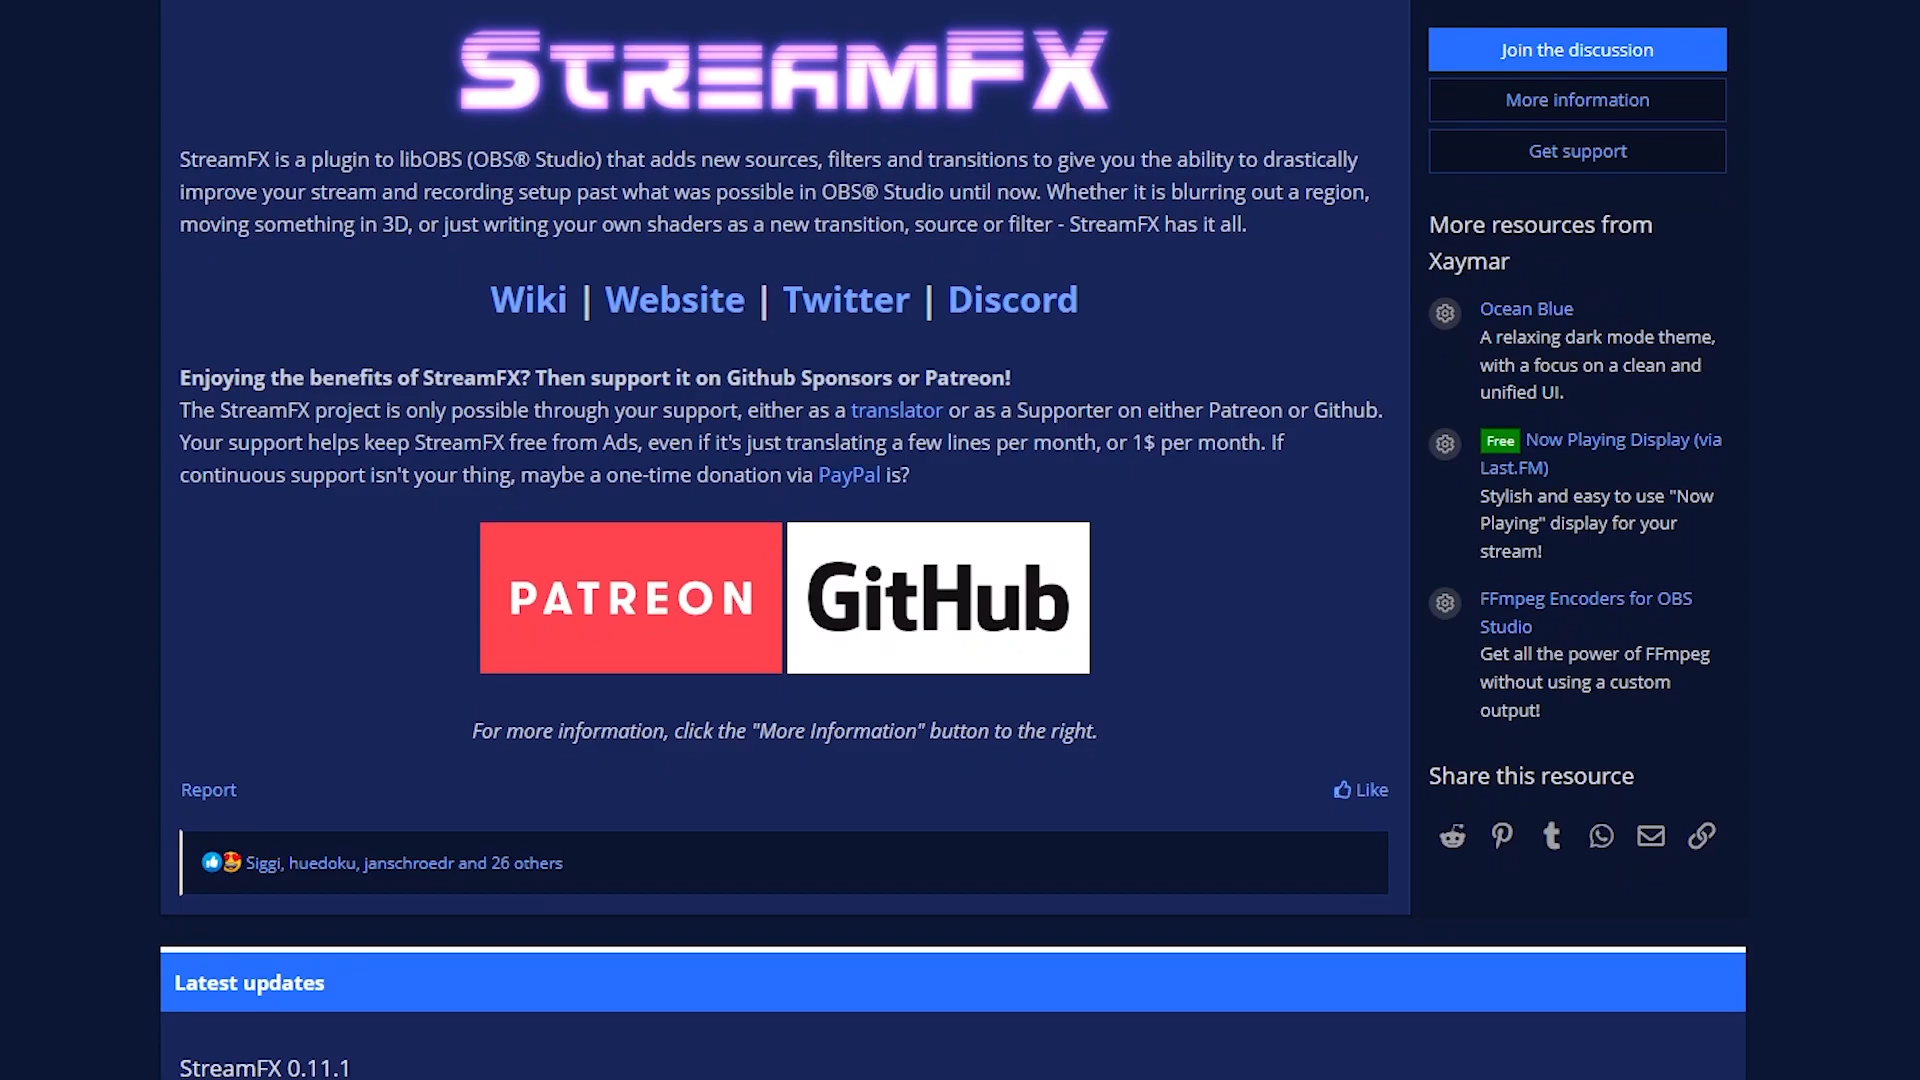 STREAMFX
StreamFX is a plugin to libOBS (OBS® Studio) that adds new sources, filters and transitions to give you the ability to drastically
improve your stream and recording setup past what was possible in OBS® Studio until now. Whether it is blurring out a region,
moving something in 3D, or just writing your own shaders as a new transition, source or filter - StreamFX has it all.
Wiki | Website | Twitter | Discord
Enjoying the benefits of StreamFX? Then support it on Github Sponsors or Patreon!
The StreamFX project is only possible through your support, either as a translator or as a Supporter on either Patreon or Github.
Your support helps keep StreamFX free from Ads, even if it's just translating a few lines per month, or 1$ per month. If
continuous support isn't your thing, maybe a one-time donation via PayPal is?
PATREON
GitHub
For more information, click the "More Information" button to the right.
Report
Like
Siggi, huedoku, janschroedr and 26 others
Join the discussion
More information
Get support
More resources from
Xaymar
Ocean Blue
A relaxing dark mode theme,
with a focus on a clean and
unified UI.
Free Now Playing Display (via
Last.FM)
Stylish and easy to use "Now
Playing" display for your
stream!
FFmpeg Encoders for OBS
Studio
Get all the power of FFmpeg
without using a custom
output!
Share this resource
Latest updates
StreamFX 0.11.1